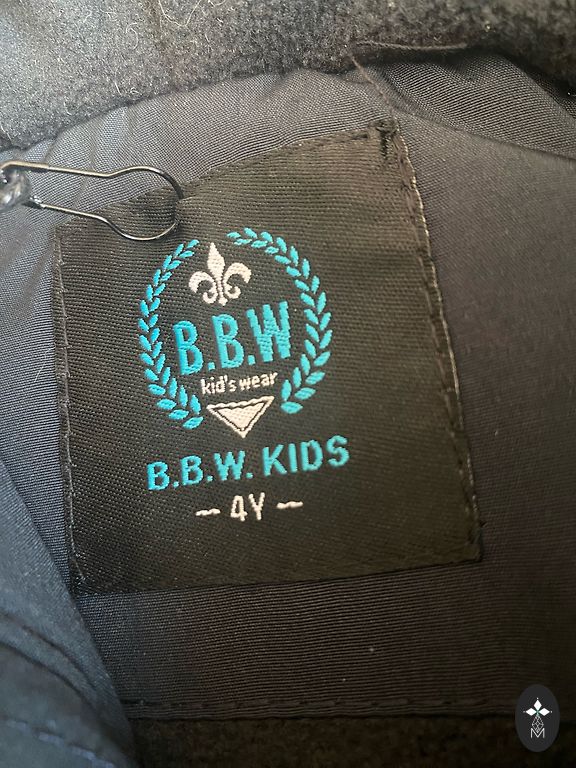 B.B.W
kid's wear
B.B.W. KIDS
~ 4Y ~
M